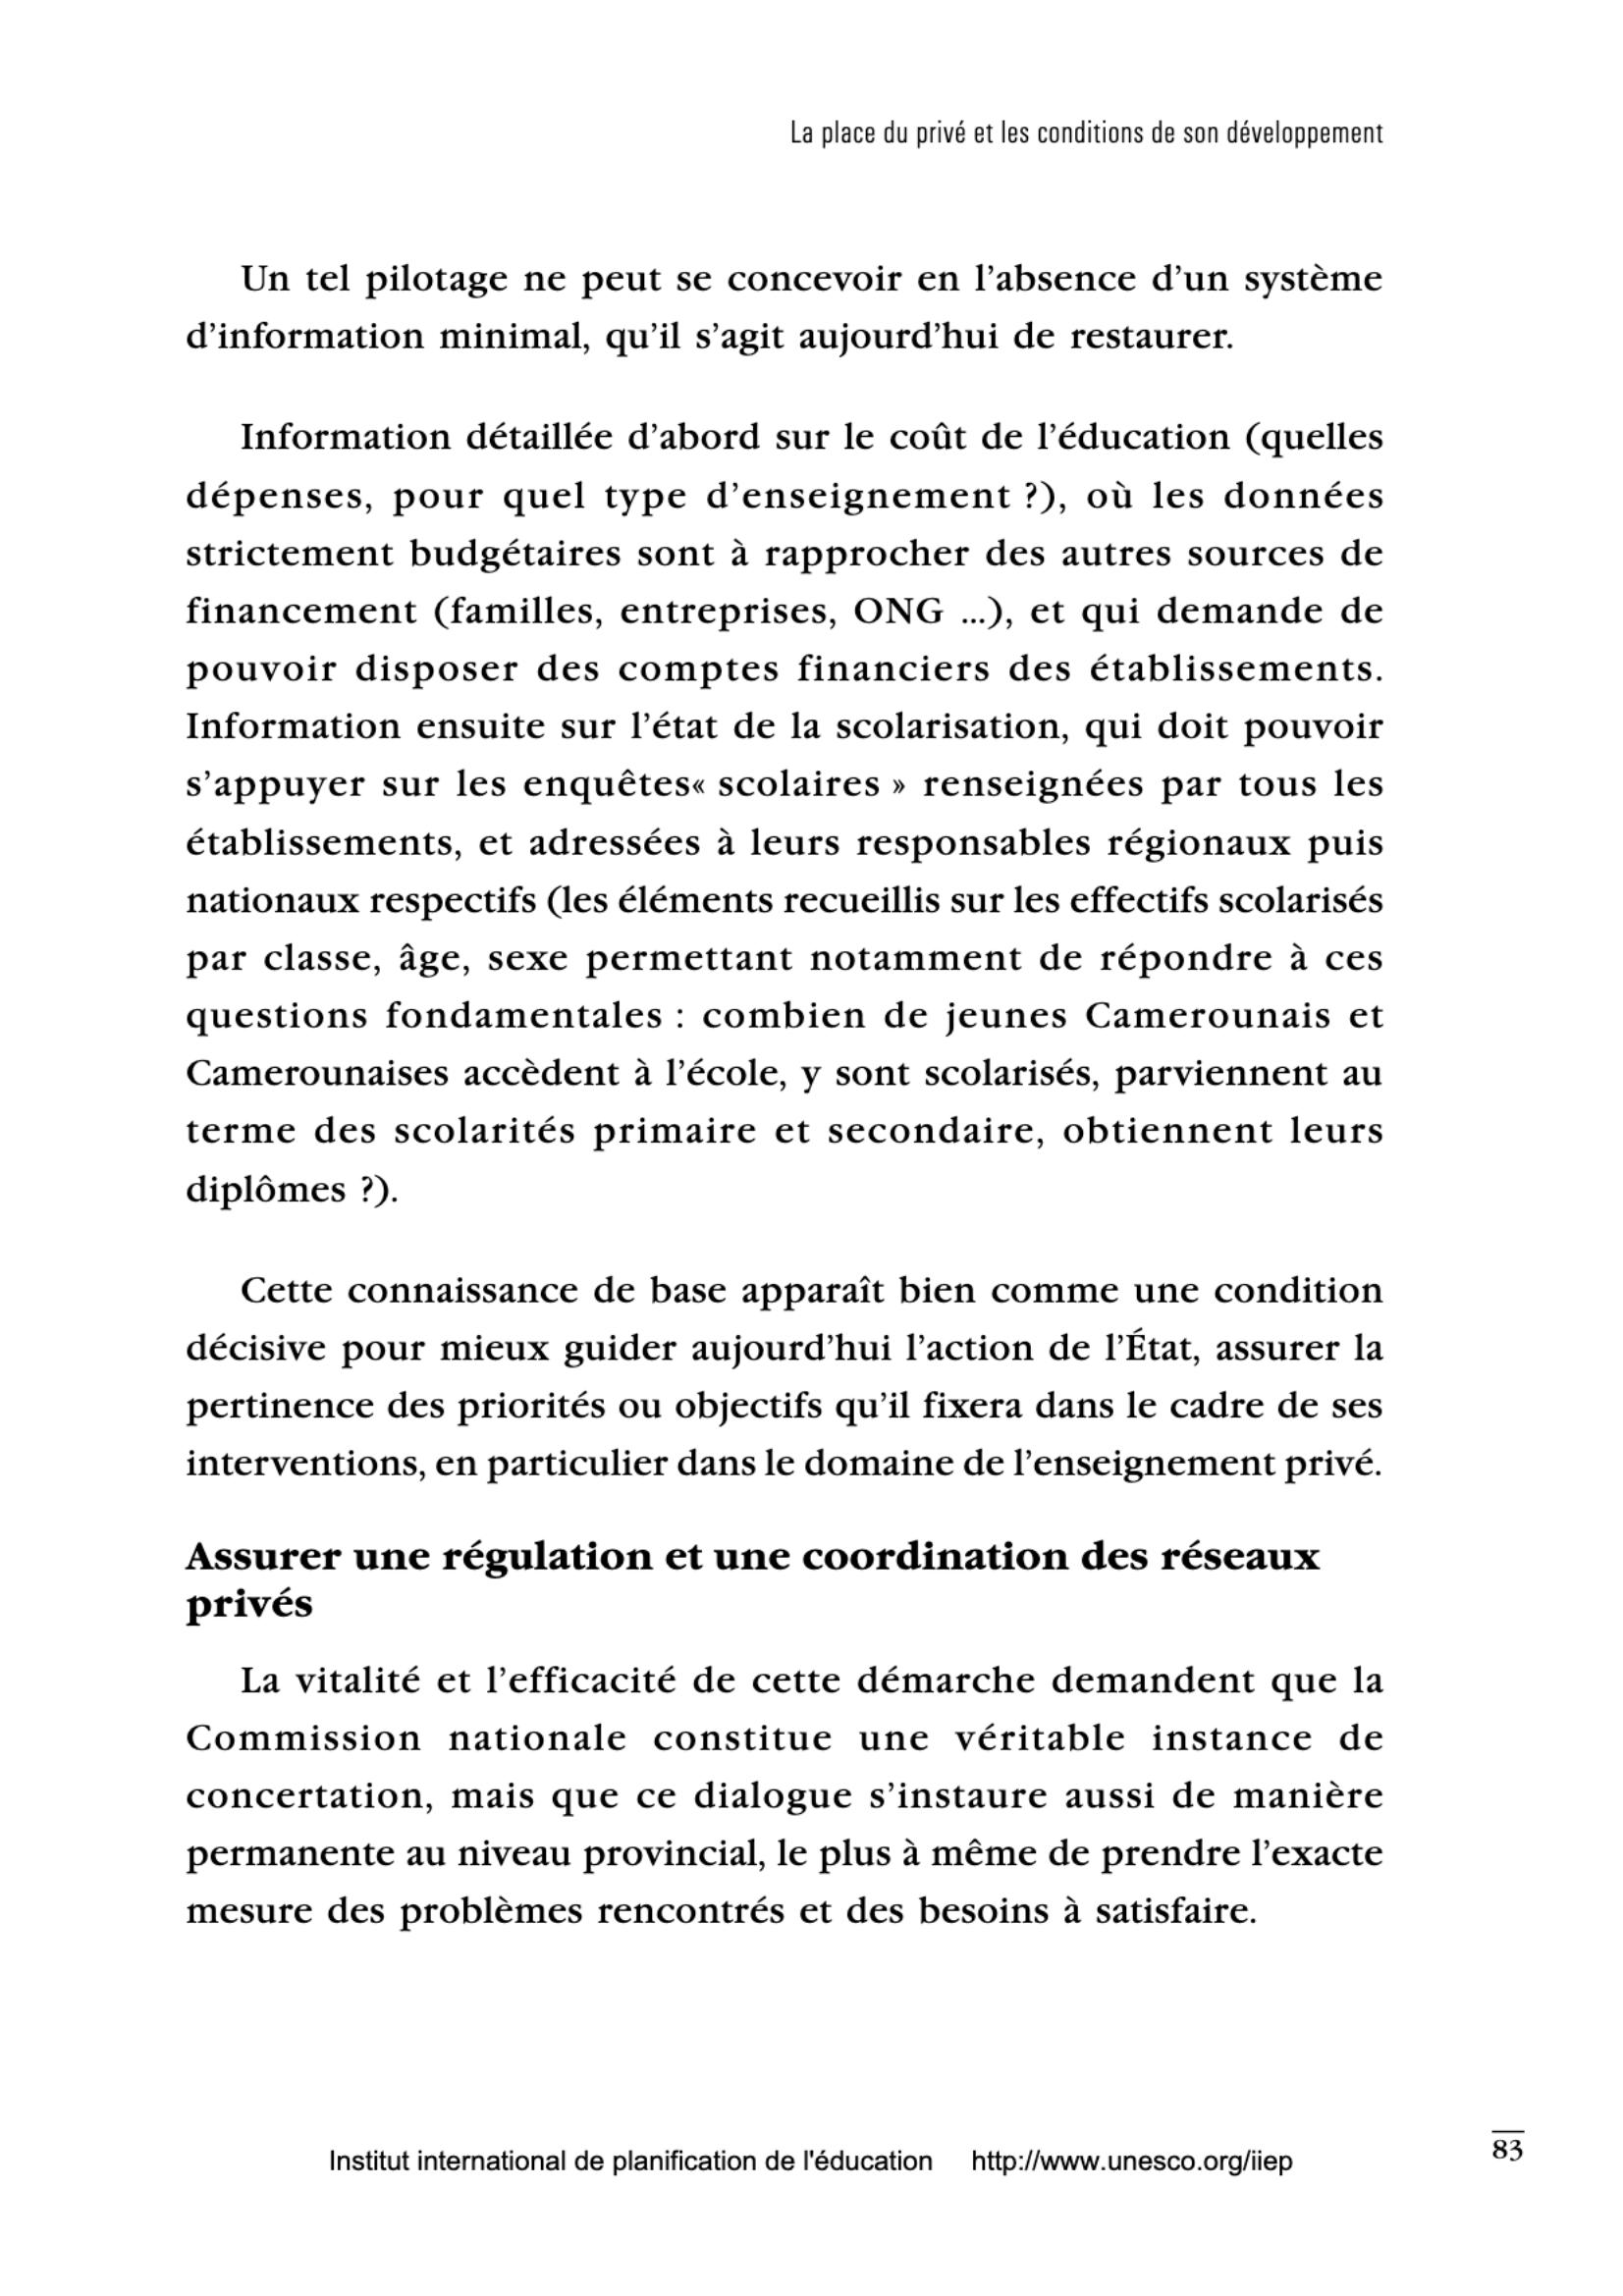 La place du privé et les conditions de son développement
Un tel pilotage ne peut se concevoir en l’absence d’un système
d’information minimal, qu’il s’agit aujourd’hui de restaurer.
Information détaillée d’abord sur le coût de l’éducation (quelles
dépenses, pour quel type d’enseignement ?), où les données
strictement budgétaires sont à rapprocher des autres sources de
financement (familles, entreprises, ONG ...), et qui demande de
pouvoir disposer des comptes financiers des établissements.
Information ensuite sur l’état de la scolarisation, qui doit pouvoir
s’appuyer sur les enquêtes« scolaires » renseignées par tous les
établissements, et adressées à leurs responsables régionaux puis
nationaux respectifs (les éléments recueillis sur les effectifs scolarisés
par classe, âge, sexe permettant notamment de répondre à ces
questions fondamentales : combien de jeunes Camerounais et
Camerounaises accèdent à l’école, y sont scolarisés, parviennent au
terme des scolarités primaire et secondaire, obtiennent leurs
diplômes ?).
Cette connaissance de base apparaît bien comme une condition
décisive pour mieux guider aujourd’hui l’action de l’État, assurer la
pertinence des priorités ou objectifs qu’il fixera dans le cadre de ses
interventions, en particulier dans le domaine de l’enseignement privé.
Assurer une régulation et une coordination des réseaux
privés
La vitalité et l’efficacité de cette démarche demandent que la
Commission nationale constitue une véritable instance de
concertation, mais que ce dialogue s’instaure aussi de manière
permanente au niveau provincial, le plus à même de prendre l’exacte
mesure des problèmes rencontrés et des besoins à satisfaire.
83
Institut international de planification de l'éducation http://www.unesco.org/iiep